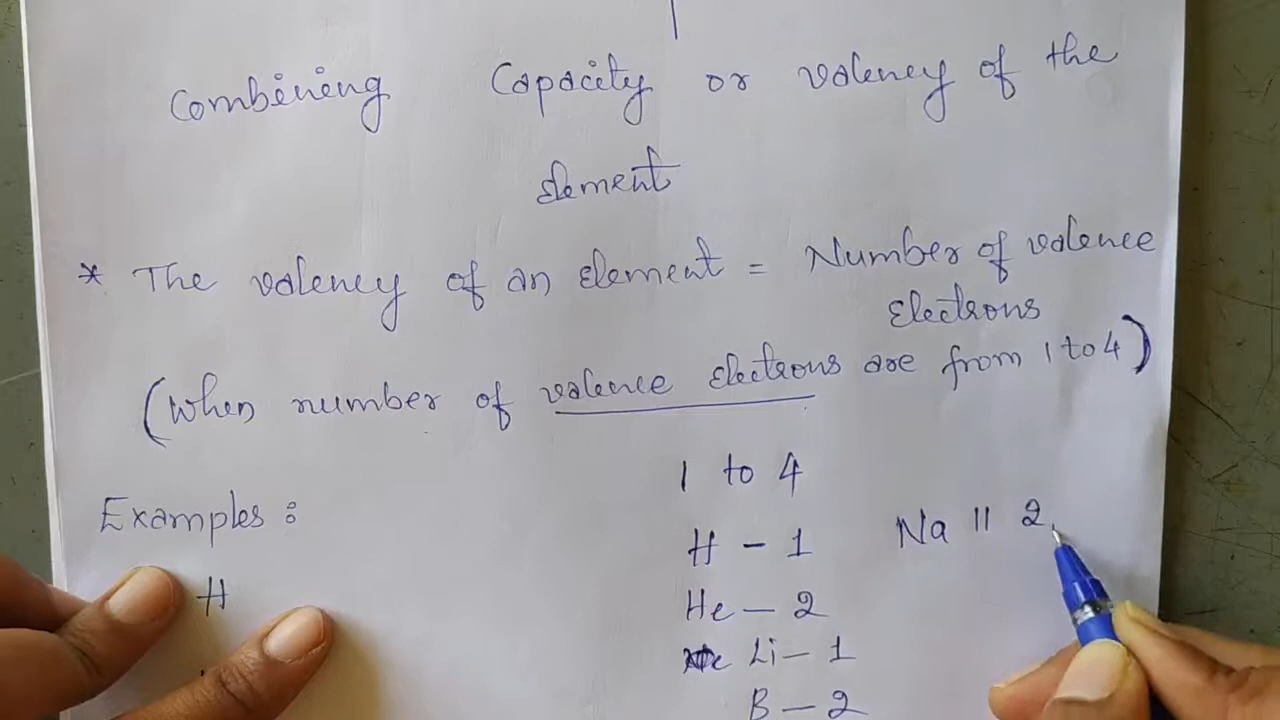 Combining Capacity or valency of the
element
* The valency of an element = Number of valence
electrons
(When number of valence electrons are from 1 to 4)
1 to 4
Examples :
H - 1
Na 11 2,
H
He - 2
Li - 1
B - 2